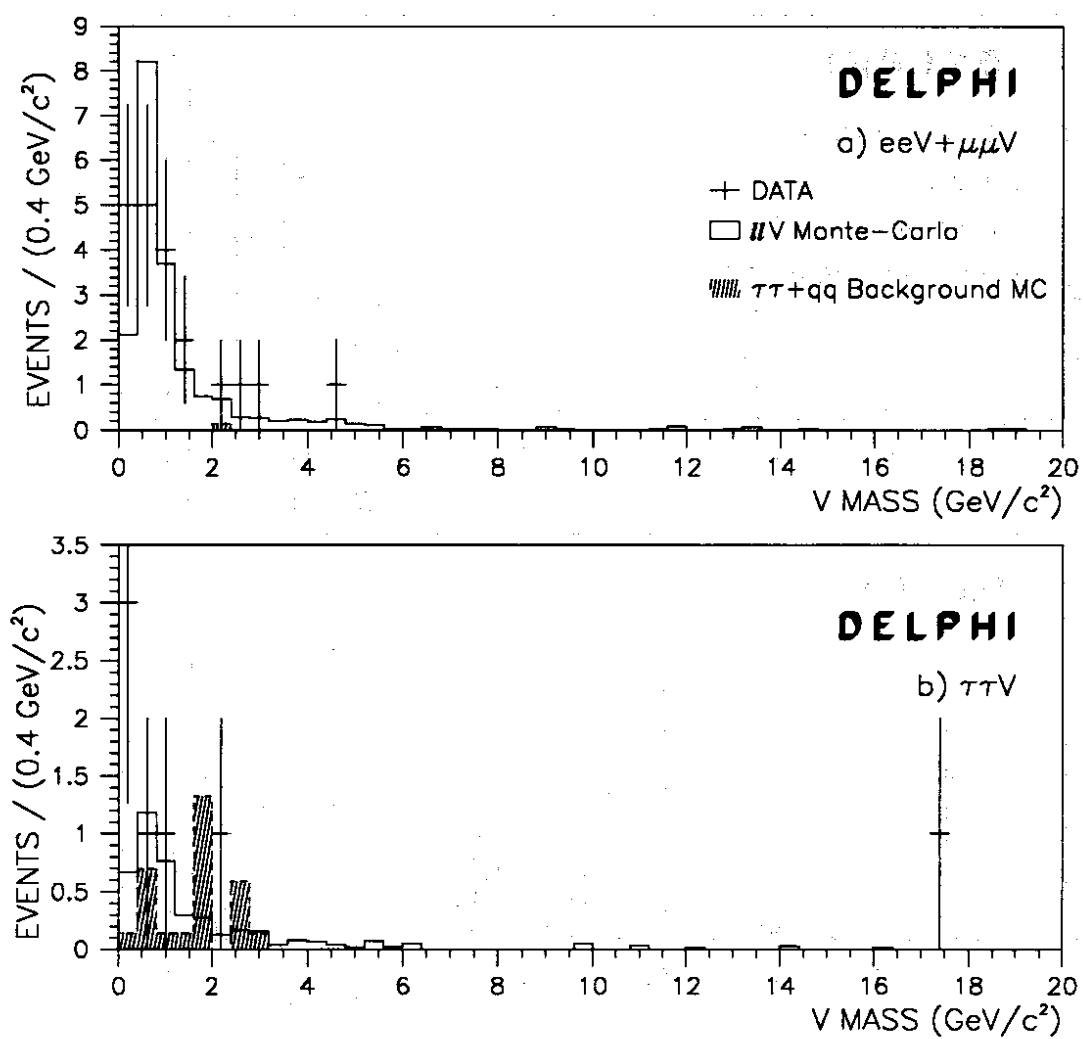 9
8
7
6
5
4
3
2
1
0
EVENTS / (0.4 GeV/c²)
DELPHI
a) eeV+μμV
DATA
llV Monte-Carlo
ττ+qq Background MC
0 2 4 6 8 10 12 14 16 18 20
V MASS (GeV/c²)
3.5
3
2.5
2
1.5
1
0.5
0
EVENTS / (0.4 GeV/c²)
DELPHI
b) ττV
0 2 4 6 8 10 12 14 16 18 20
V MASS (GeV/c²)